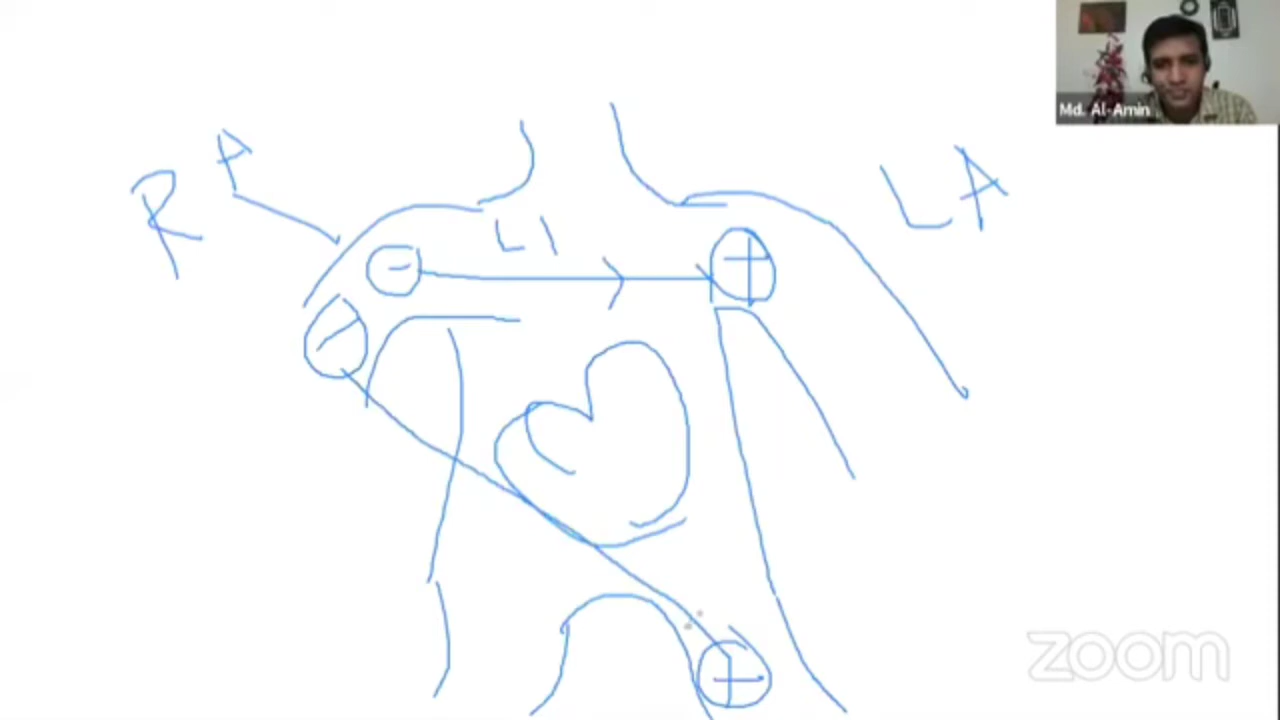 Md. Al-Amin
RA
LA
L1
−
+
−
+
zoom